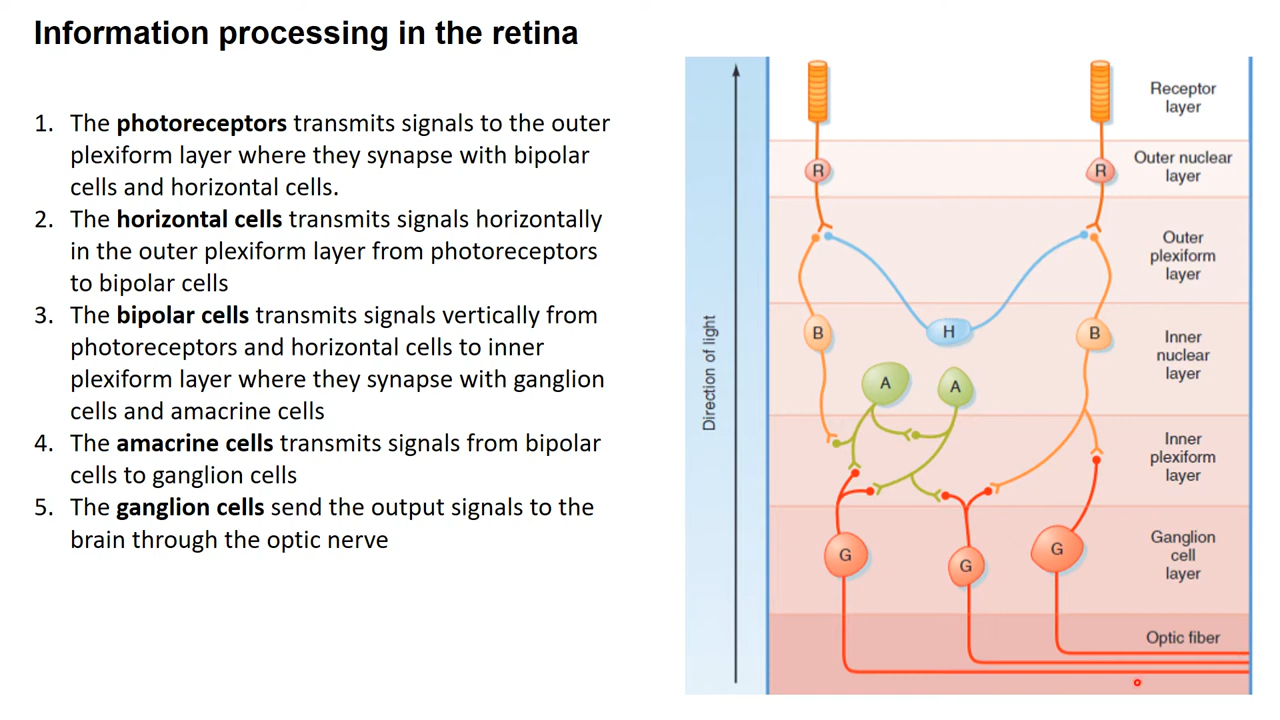 Information processing in the retina
1. The photoreceptors transmits signals to the outer
plexiform layer where they synapse with bipolar
cells and horizontal cells.
2. The horizontal cells transmits signals horizontally
in the outer plexiform layer from photoreceptors
to bipolar cells
3. The bipolar cells transmits signals vertically from
photoreceptors and horizontal cells to inner
plexiform layer where they synapse with ganglion
cells and amacrine cells
4. The amacrine cells transmits signals from bipolar
cells to ganglion cells
5. The ganglion cells send the output signals to the
brain through the optic nerve
Direction of light
Receptor
layer
R
R
Outer nuclear
layer
Outer
plexiform
layer
B
H
B
Inner
nuclear
layer
A
A
Inner
plexiform
layer
G
G
G
Ganglion
cell
layer
Optic fiber